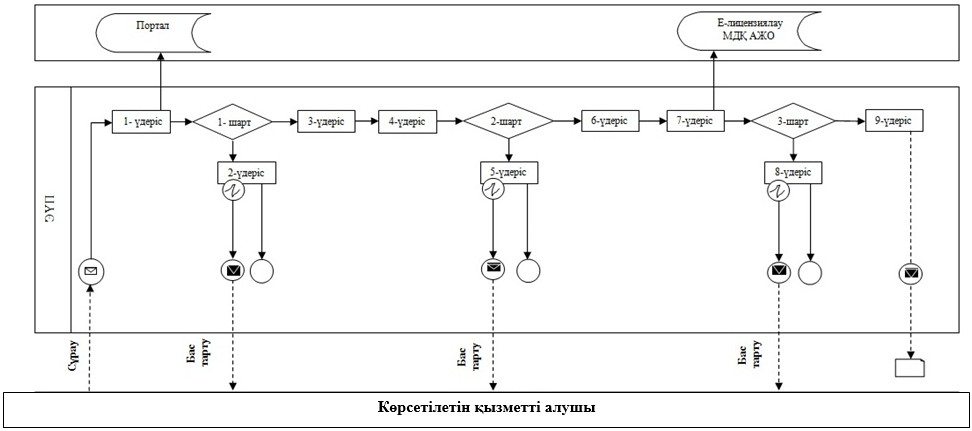 Портал
Е-лицензиялау
МДҚ АЖО
ЭҮП
1- үдеріс
1- шарт
3-үдеріс
4-үдеріс
2-шарт
6-үдеріс
7-үдеріс
3-шарт
9-үдеріс
2-үдеріс
5-үдеріс
8-үдеріс
Сұрау
Бас
тарту
Бас
тарту
Бас
тарту
Көрсетілетін қызметті алушы